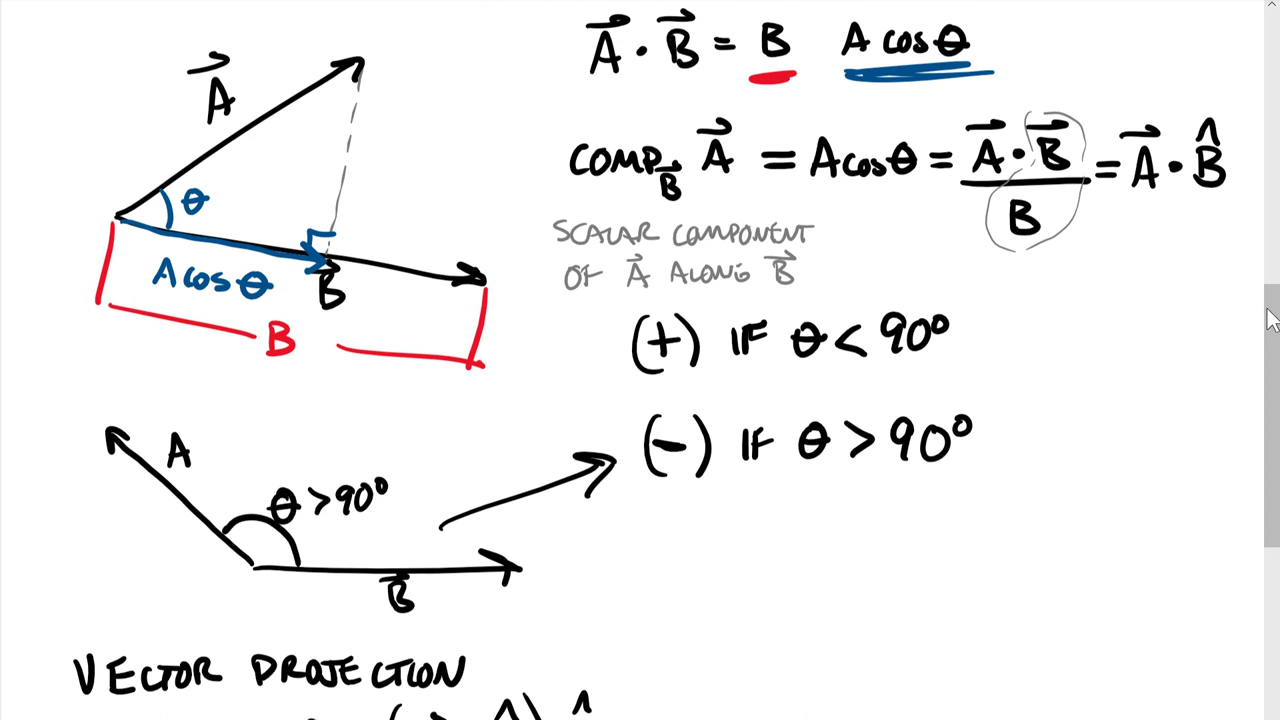 A⃗
θ
A cos θ
B⃗
B
A⃗ · B⃗ = B A cos θ
COMP_B⃗ A⃗ = A cos θ = (A⃗ · B⃗) / B = A⃗ · B̂
SCALAR COMPONENT
OF A⃗ ALONG B⃗
(+) IF θ < 90°
(−) IF θ > 90°
A
θ > 90°
B⃗
VECTOR PROJECTION